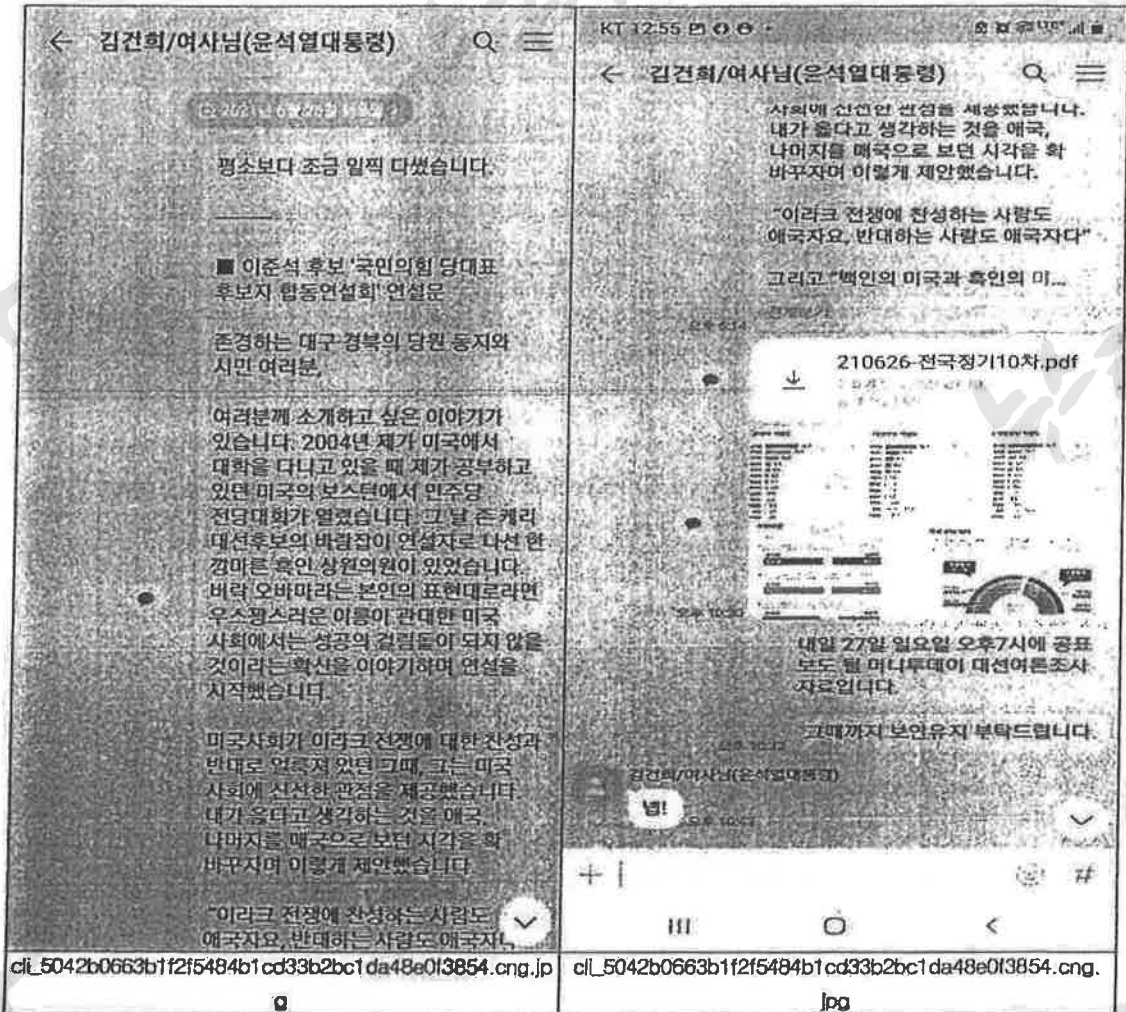 김건희/여사님(윤석열대통령)
평소보다 조금 일찍 다썼습니다.
■ 이준석 후보 '국민의힘 당대표
후보자 합동연설회' 연설문
존경하는 대구 경북의 당원 동지와
시민 여러분,
여러분께 소개하고 싶은 이야기가
있습니다. 2004년 제가 미국에서
대학을 다니고 있을 때 제가 공부하고
있던 미국의 보스턴에서 민주당
전당대회가 열렸습니다. 그 날 존 케리
대선후보의 바람잡이 연설자로 나선 한
깡마른 흑인 상원의원이 있었습니다.
버락 오바마라는 본인의 표현대로라면
우스꽝스러운 이름이 관대한 미국
사회에서는 성공의 걸림돌이 되지 않을
것이라는 확신을 이야기하며 연설을
시작했습니다.
미국사회가 이라크 전쟁에 대한 찬성과
반대로 얼룩져 있던 그때, 그는 미국
사회에 신선한 관점을 제공했습니다.
내가 옳다고 생각하는 것을 애국,
나머지를 매국으로 보던 시각을 확
바꾸자며 이렇게 제안했습니다
"이라크 전쟁에 찬성하는 사람도
애국자요, 반대하는 사람도 애국자다
cli_5042b0663b1f2f5484b1cd33b2bc1da48e0f3854.cng.jp
g
KT 12:55
김건희/여사님(윤석열대통령)
사회에 신선한 관점을 제공했습니다.
내가 옳다고 생각하는 것을 애국,
나머지를 매국으로 보던 시각을 확
바꾸자며 이렇게 제안했습니다.
"이라크 전쟁에 찬성하는 사람도
애국자요, 반대하는 사람도 애국자다"
그리고 "백인의 미국과 흑인의 미...
전체보기
210626-전국정기10차.pdf
오후 10:33
내일 27일 일요일 오후7시에 공표
보도 될 머니투데이 대선여론조사
자료입니다.
그때까지 보안유지 부탁드립니다.
김건희/여사님(윤석열대통령)
넵!
cli_5042b0663b1f2f5484b1cd33b2bc1da48e0f3854.cng.
jpg